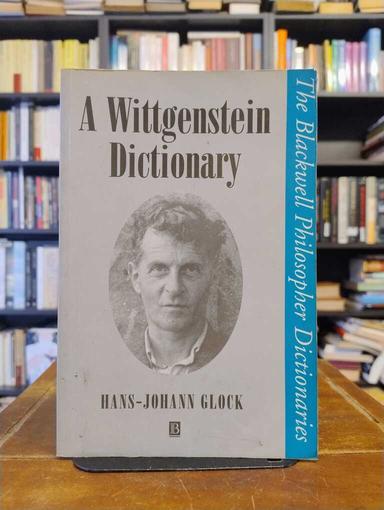 A Wittgenstein
Dictionary
HANS-JOHANN GLOCK
B
The Blackwell Philosopher Dictionaries